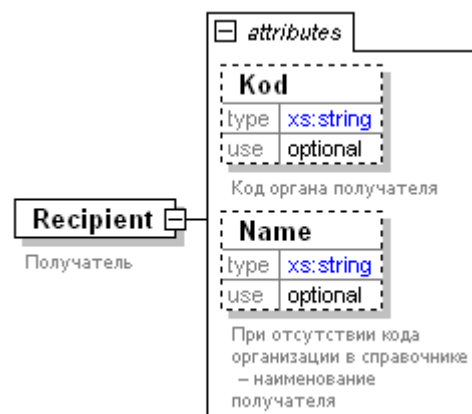 attributes
Kod
type xs:string
use optional
Код органа получателя
Recipient
Получатель
Name
type xs:string
use optional
При отсутствии кода
организации в справочнике
– наименование
получателя